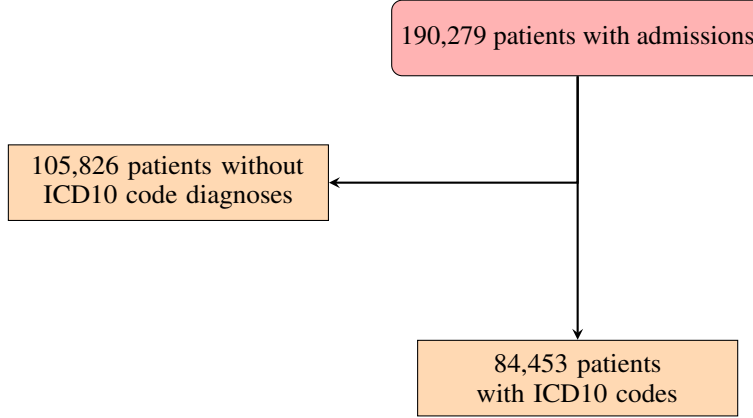 190,279 patients with admissions
105,826 patients without
ICD10 code diagnoses
84,453 patients
with ICD10 codes